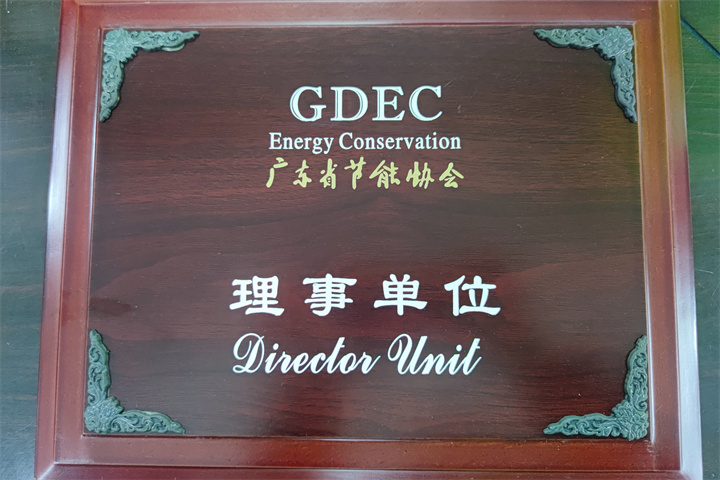 GDEC
Energy Conservation
广东省节能协会
理事单位
Director Unit